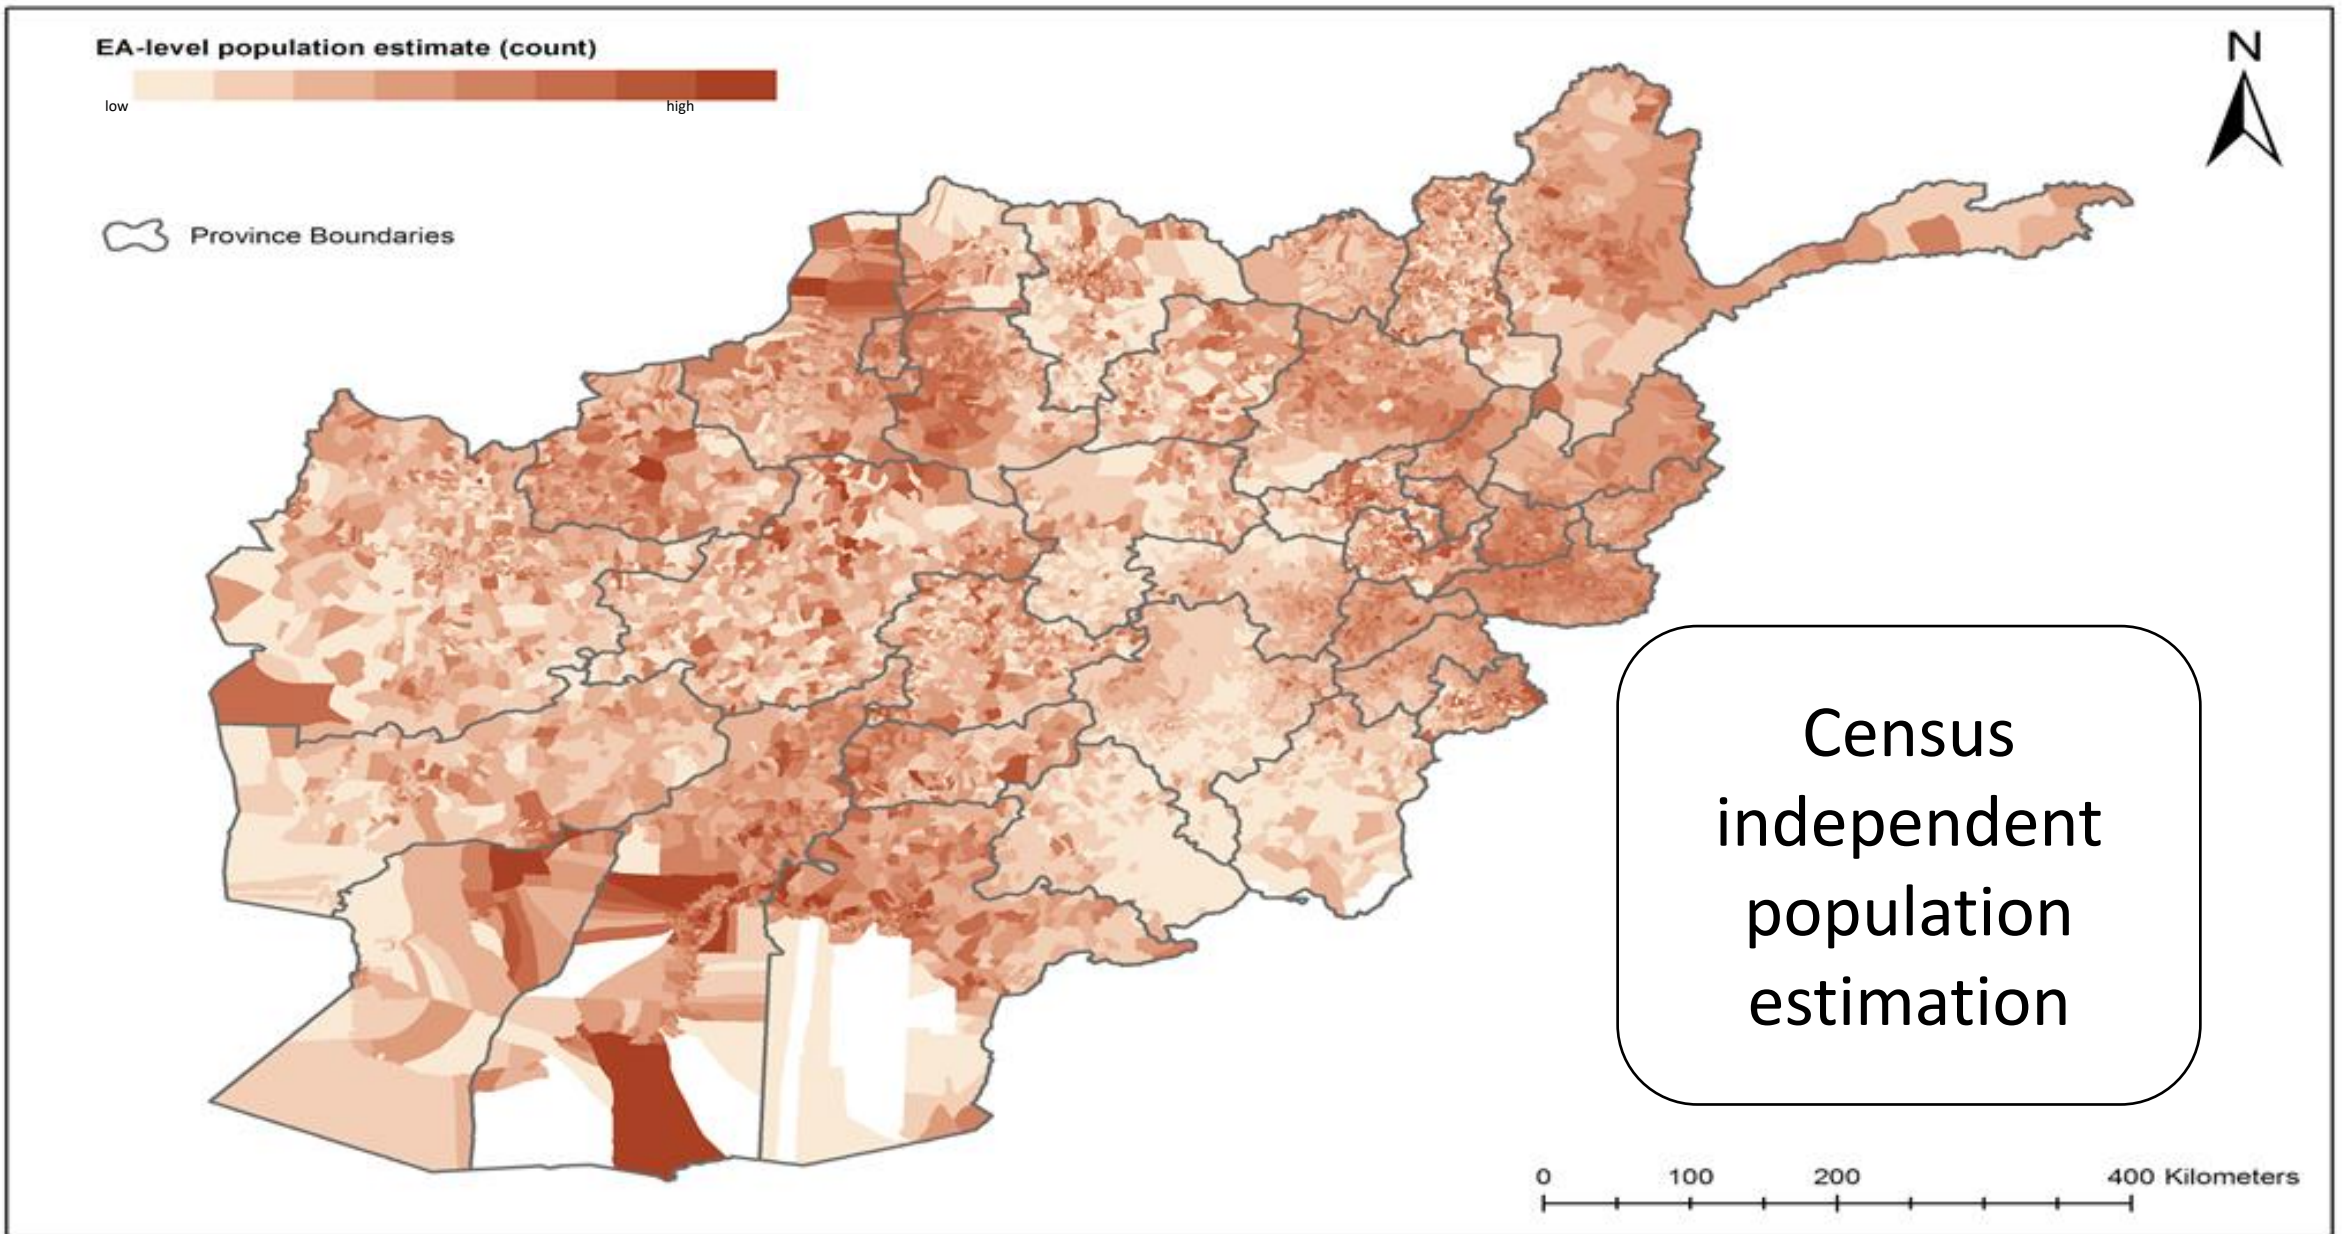 EA-level population estimate (count)
low high
N
Province Boundaries
Census
independent
population
estimation
0 100 200 400 Kilometers